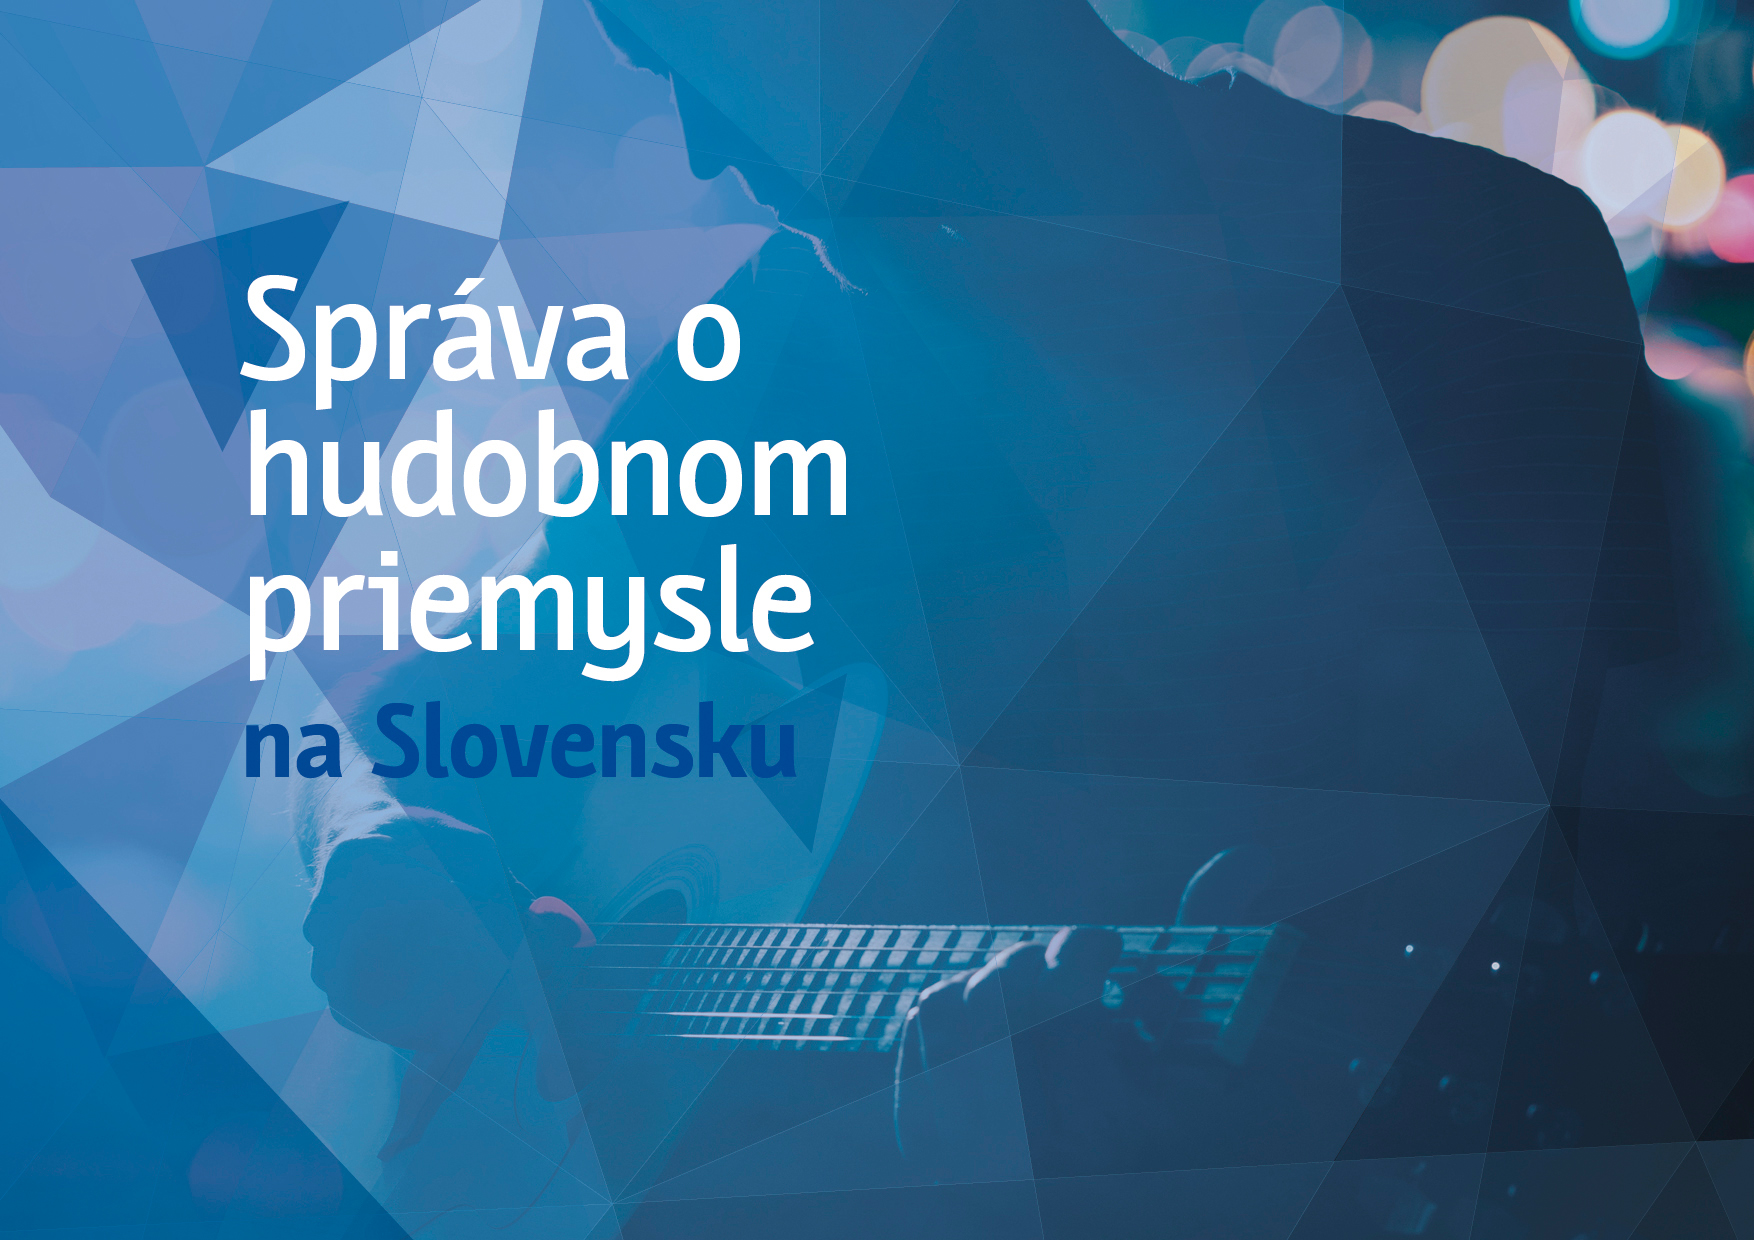 Správa o
hudobnom
priemysle
na Slovensku